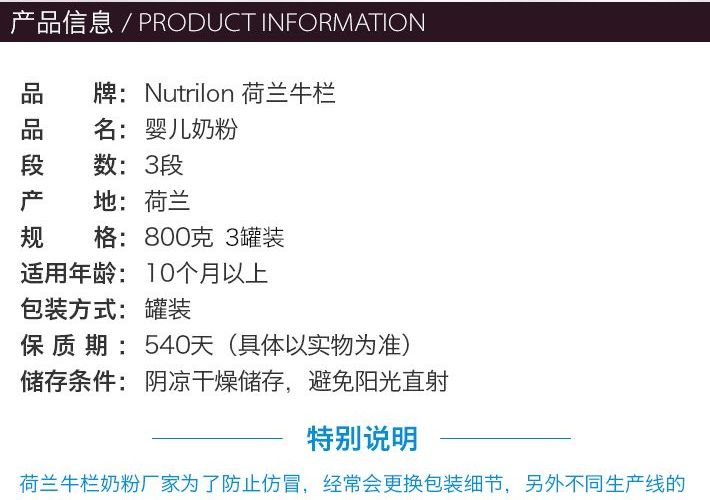 产品信息 / PRODUCT INFORMATION
品 牌: Nutrilon 荷兰牛栏
品 名: 婴儿奶粉
段 数: 3段
产 地: 荷兰
规 格: 800克 3罐装
适用年龄: 10个月以上
包装方式: 罐装
保 质 期 : 540天（具体以实物为准）
储存条件: 阴凉干燥储存，避免阳光直射
特别说明
荷兰牛栏奶粉厂家为了防止仿冒，经常会更换包装细节，另外不同生产线的